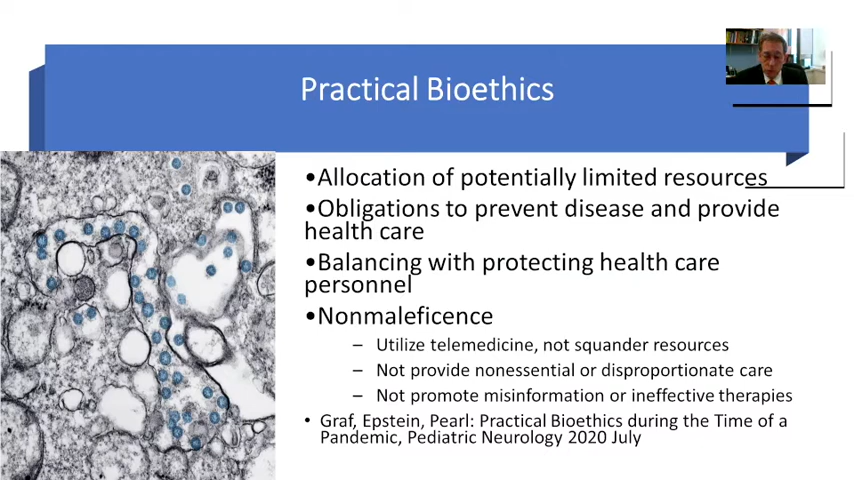 Practical Bioethics
•Allocation of potentially limited resources
•Obligations to prevent disease and provide
health care
•Balancing with protecting health care
personnel
•Nonmaleficence
– Utilize telemedicine, not squander resources
– Not provide nonessential or disproportionate care
– Not promote misinformation or ineffective therapies
• Graf, Epstein, Pearl: Practical Bioethics during the Time of a
Pandemic, Pediatric Neurology 2020 July